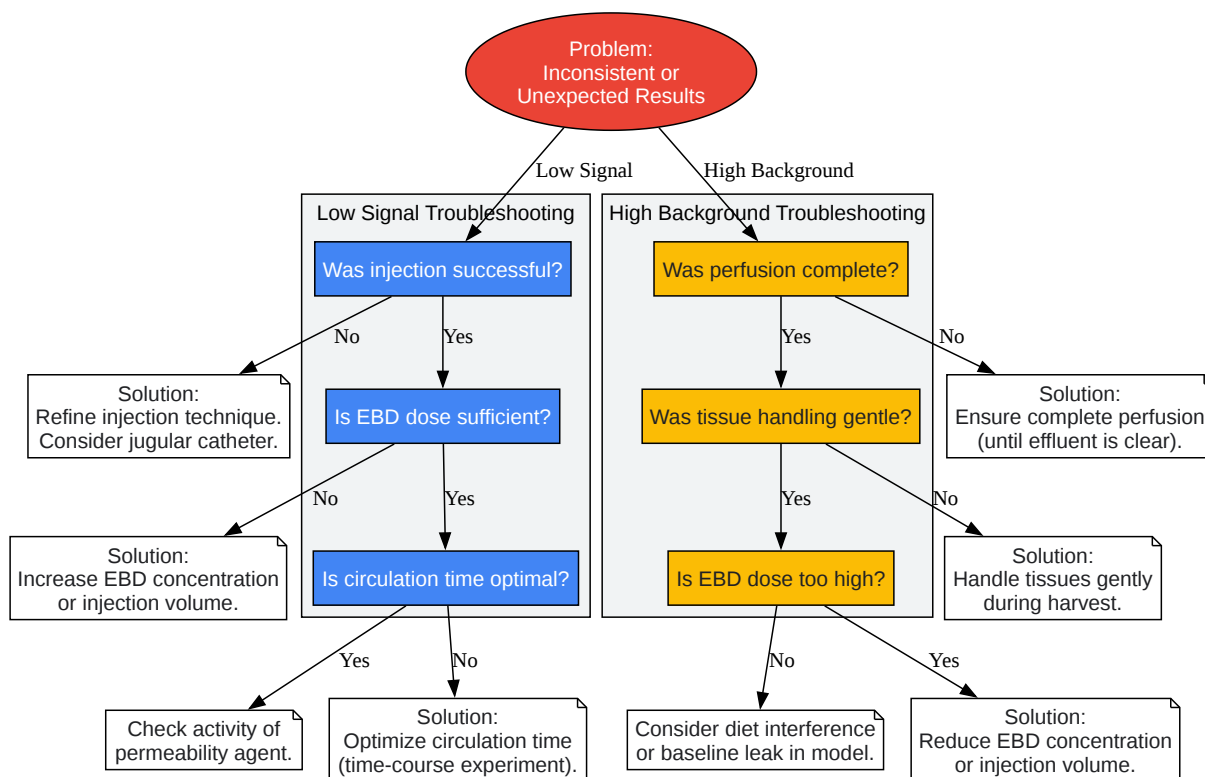 Problem:
Inconsistent or
Unexpected Results
Low Signal
High Background
Low Signal Troubleshooting
High Background Troubleshooting
Was injection successful?
Was perfusion complete?
No
Yes
Yes
No
Solution:
Refine injection technique.
Consider jugular catheter.
Is EBD dose sufficient?
Was tissue handling gentle?
Solution:
Ensure complete perfusion
(until effluent is clear).
No
Yes
Yes
No
Solution:
Increase EBD concentration
or injection volume.
Is circulation time optimal?
Is EBD dose too high?
Solution:
Handle tissues gently
during harvest.
Yes
No
No
Yes
Check activity of
permeability agent.
Solution:
Optimize circulation time
(time-course experiment).
Consider diet interference
or baseline leak in model.
Solution:
Reduce EBD concentration
or injection volume.